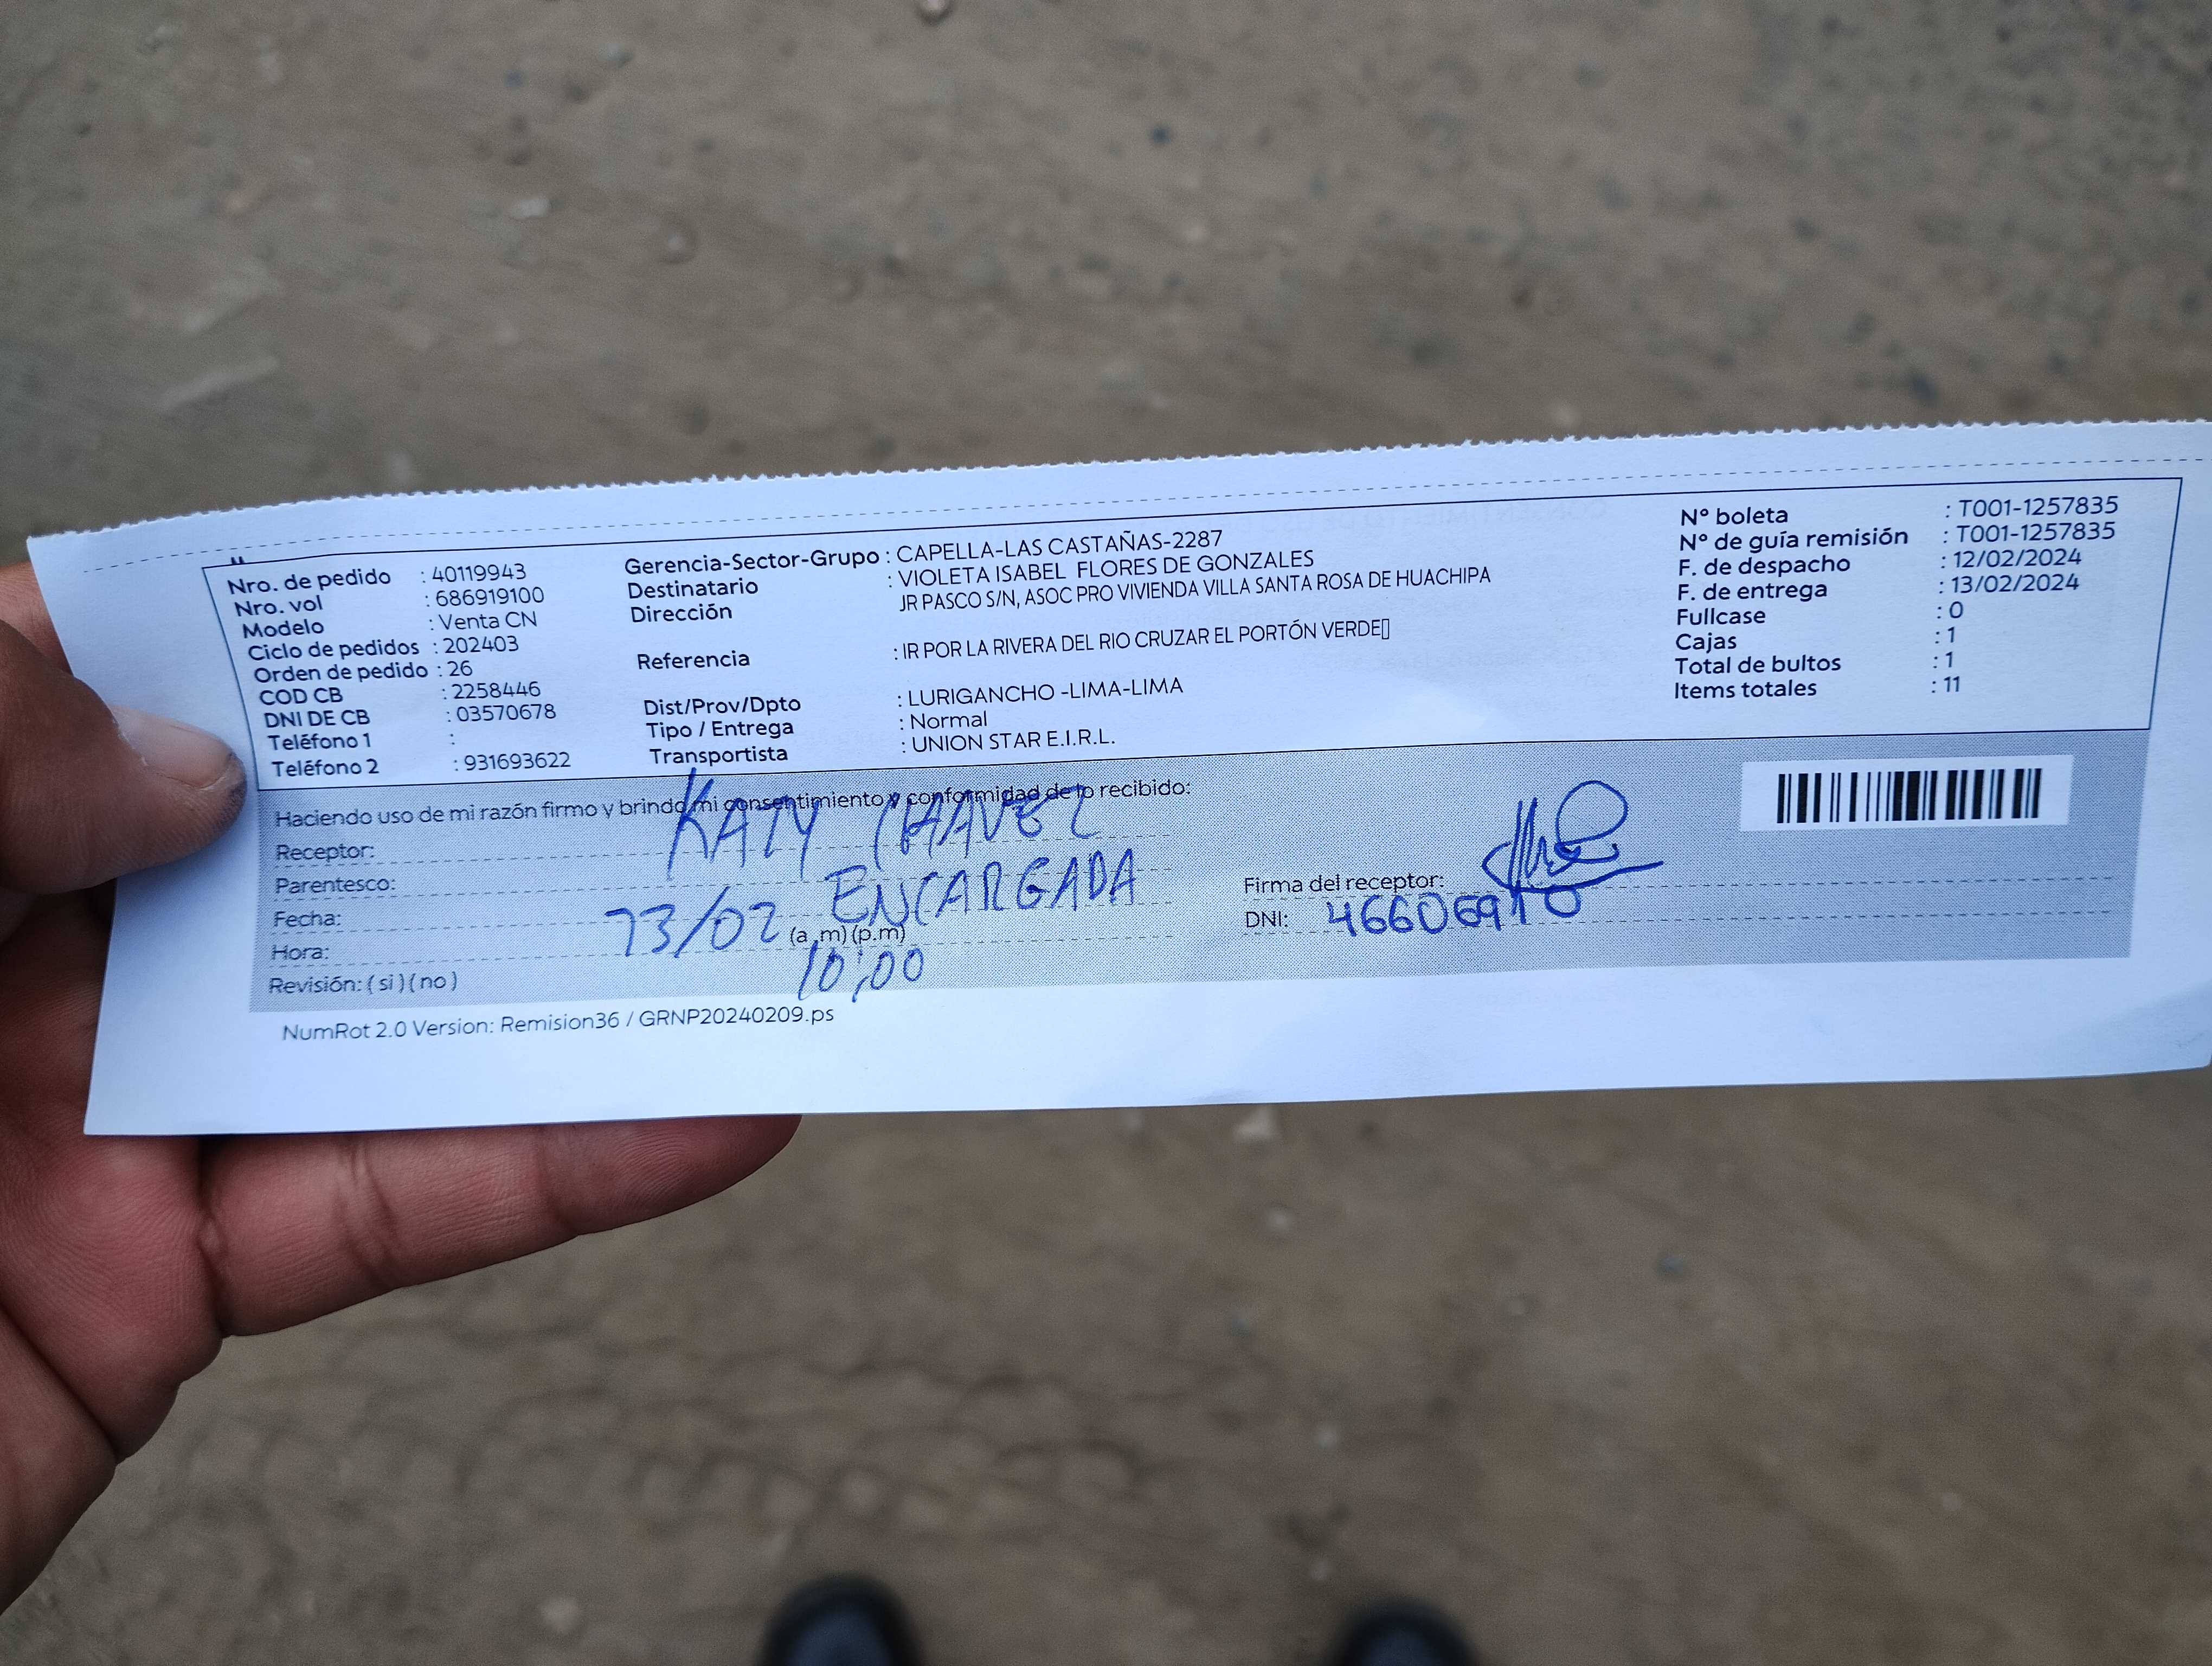 Nro. de pedido : 40119943
Nro. vol : 686919100
Modelo : Venta CN
Ciclo de pedidos : 202403
Orden de pedido : 26
COD CB : 2258446
DNI DE CB : 03570678
Teléfono 1 :
Teléfono 2 : 931693622
Gerencia-Sector-Grupo : CAPELLA-LAS CASTAÑAS-2287
Destinatario : VIOLETA ISABEL FLORES DE GONZALES
Dirección JR PASCO S/N, ASOC PRO VIVIENDA VILLA SANTA ROSA DE HUACHIPA
Referencia : IR POR LA RIVERA DEL RIO CRUZAR EL PORTÓN VERDE▯
Dist/Prov/Dpto : LURIGANCHO -LIMA-LIMA
Tipo / Entrega : Normal
Transportista : UNION STAR E.I.R.L.
N° boleta : T001-1257835
N° de guía remisión : T001-1257835
F. de despacho : 12/02/2024
F. de entrega : 13/02/2024
Fullcase : 0
Cajas : 1
Total de bultos : 1
Items totales : 11
Haciendo uso de mi razón firmo y brindo mi consentimiento y conformidad de lo recibido:
Receptor: KATY CHAVEZ
Parentesco: ENCARGADA
Fecha: 13/02
Hora: (a.m) (p.m) 10:00
Revisión: ( si ) ( no )
Firma del receptor:
DNI:
NumRot 2.0 Version: Remision36 / GRNP20240209.ps